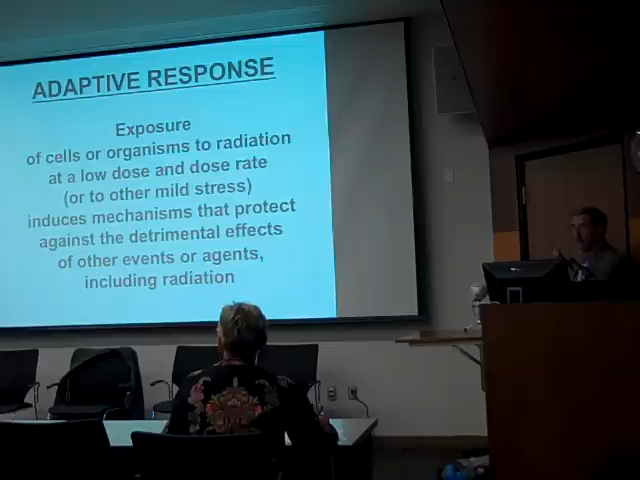 ADAPTIVE RESPONSE
Exposure
of cells or organisms to radiation
at a low dose and dose rate
(or to other mild stress)
induces mechanisms that protect
against the detrimental effects
of other events or agents,
including radiation